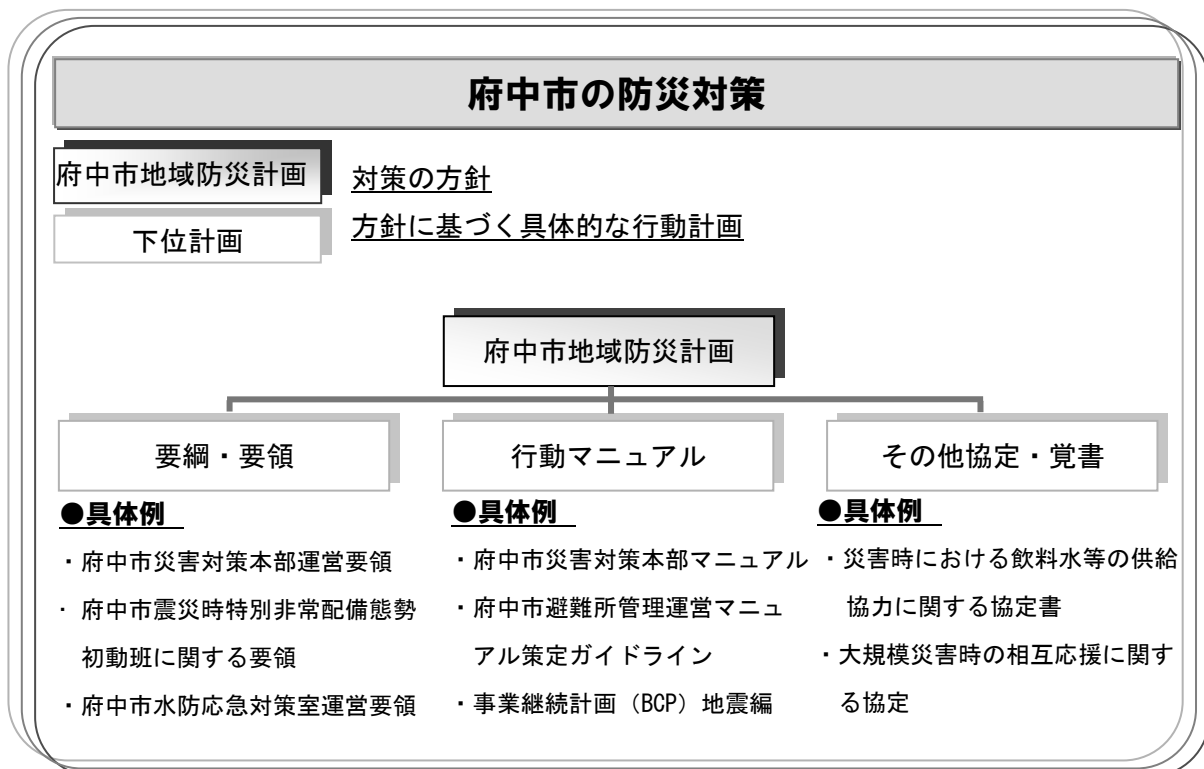 府中市の防災対策
府中市地域防災計画
対策の方針
下位計画
方針に基づく具体的な行動計画
府中市地域防災計画
要綱・要領
●具体例
・府中市災害対策本部運営要領
・府中市震災時特別非常配備態勢
初動班に関する要領
・府中市水防応急対策室運営要領
行動マニュアル
●具体例
・府中市災害対策本部マニュアル
・府中市避難所管理運営マニュ
アル策定ガイドライン
・事業継続計画（BCP）地震編
その他協定・覚書
●具体例
・災害時における飲料水等の供給
協力に関する協定書
・大規模災害時の相互応援に関す
る協定